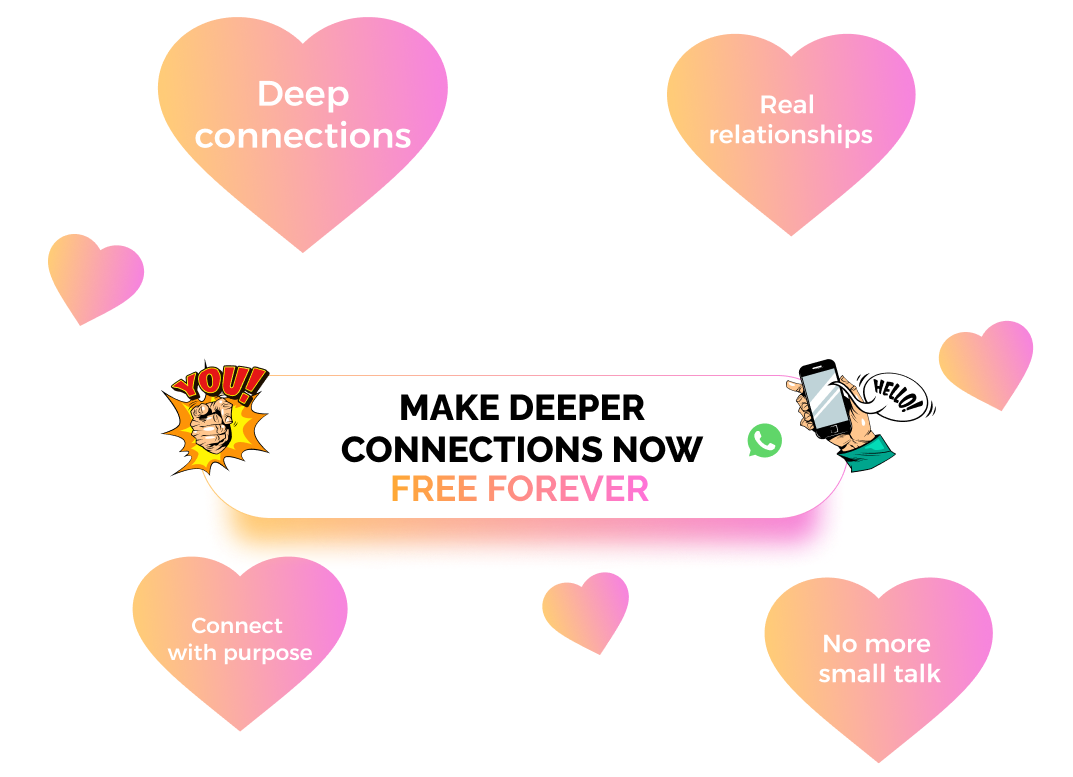 Deep
connections
Real
relationships
YOU!
HELLO!
MAKE DEEPER
CONNECTIONS NOW
FREE FOREVER
Connect
with purpose
No more
small talk